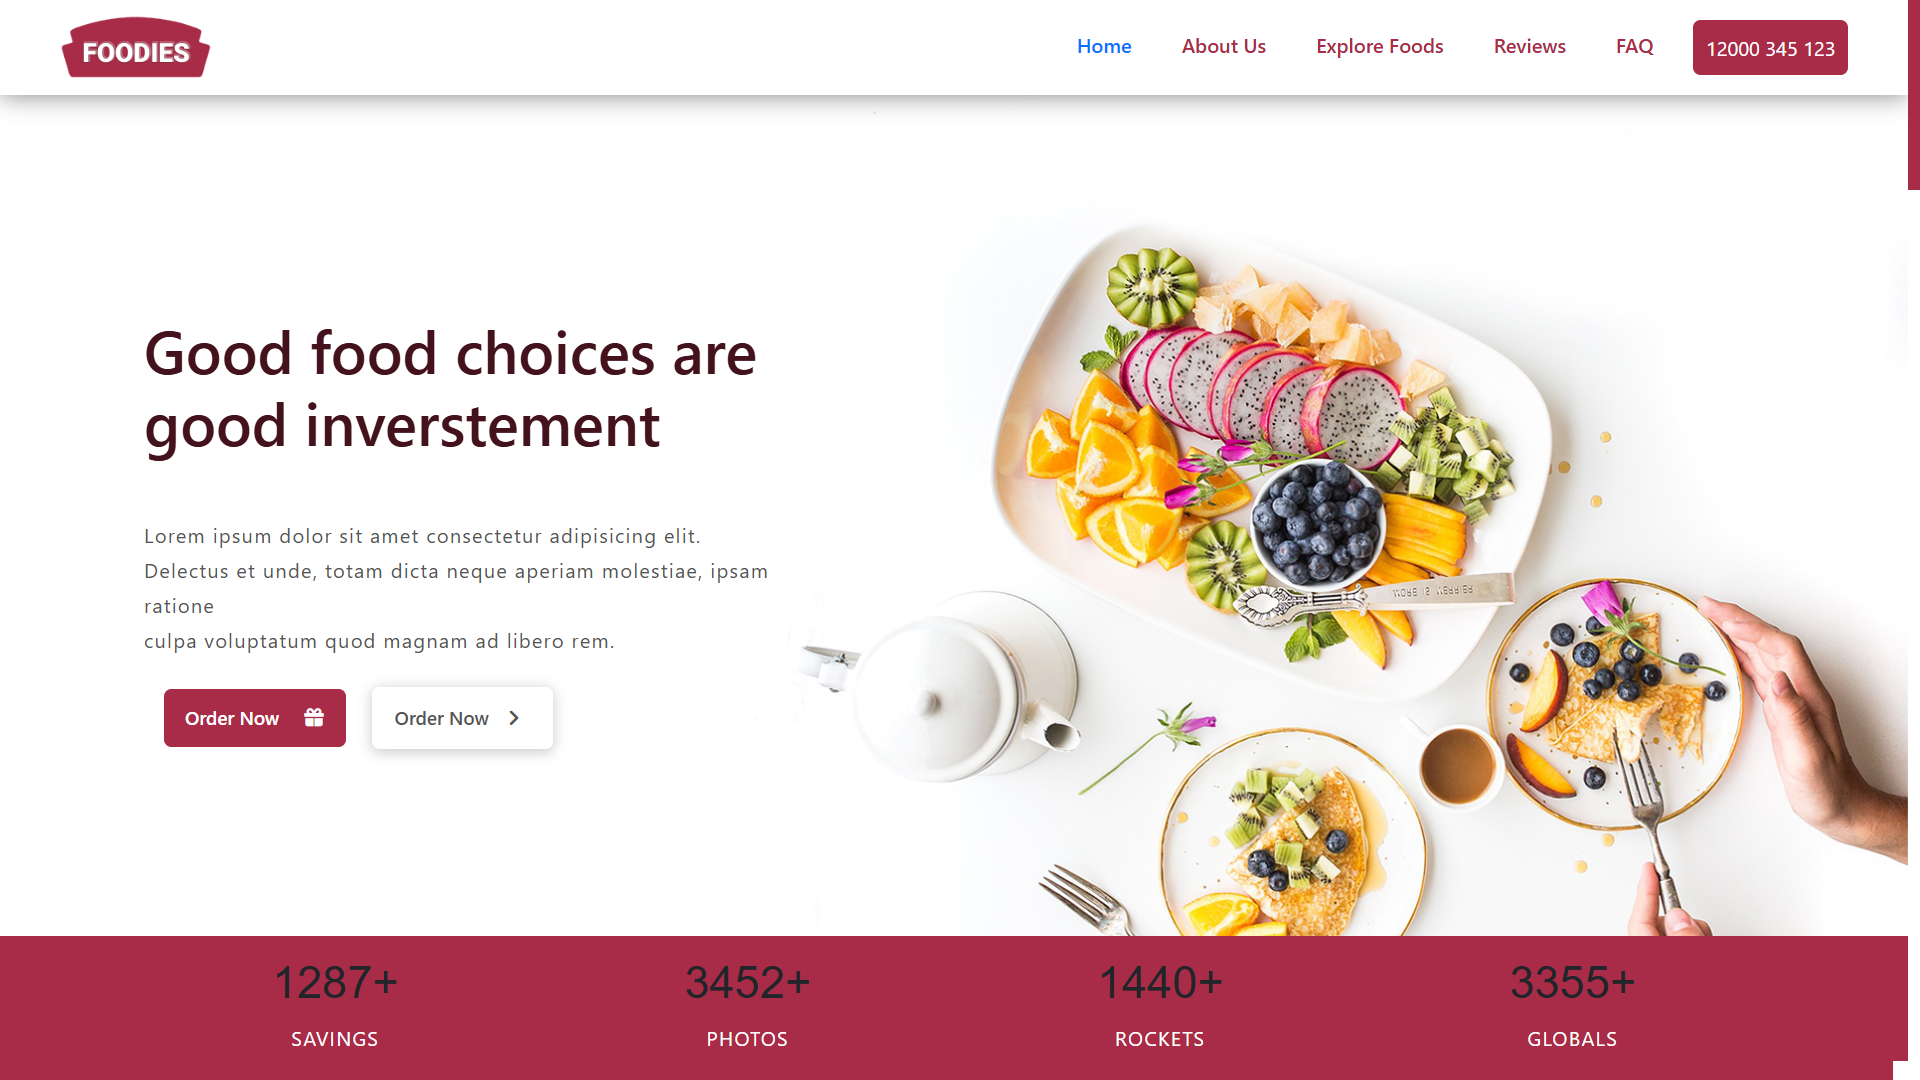 FOODIES
Home
About Us
Explore Foods
Reviews
FAQ
12000 345 123
Good food choices are
good inverstement
Lorem ipsum dolor sit amet consectetur adipisicing elit.
Delectus et unde, totam dicta neque aperiam molestiae, ipsam
ratione
culpa voluptatum quod magnam ad libero rem.
Order Now
Order Now
1287+
3452+
1440+
3355+
SAVINGS
PHOTOS
ROCKETS
GLOBALS